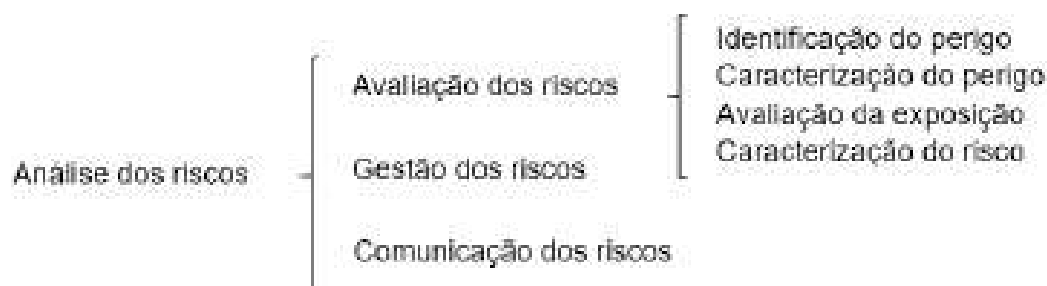 Análise dos riscos
Avaliação dos riscos
Gestão dos riscos
Comunicação dos riscos
Identificação do perigo
Caracterização do perigo
Avaliação da exposição
Caracterização do risco